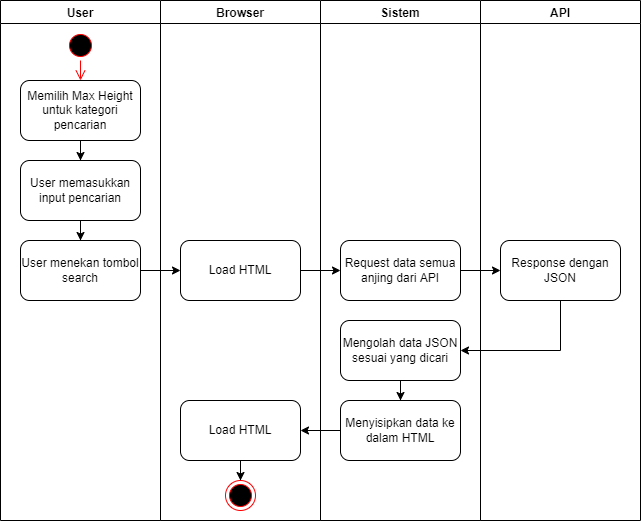 User
Browser
Sistem
API
Memilih Max Height
untuk kategori
pencarian
User memasukkan
input pencarian
User menekan tombol
search
Load HTML
Request data semua
anjing dari API
Response dengan
JSON
Mengolah data JSON
sesuai yang dicari
Load HTML
Menyisipkan data ke
dalam HTML